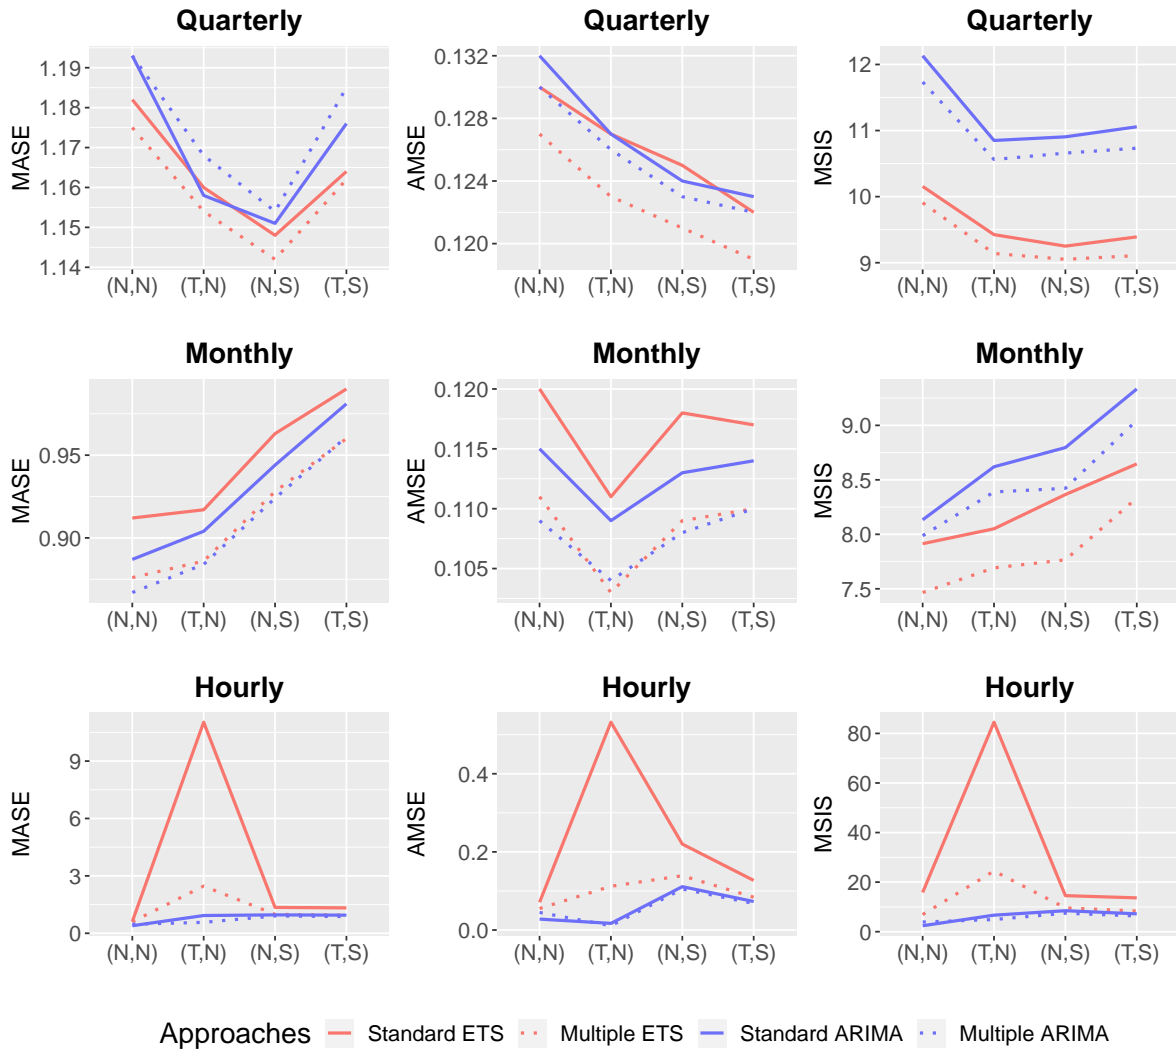 Quarterly
MASE
1.19
1.18
1.17
1.16
1.15
1.14
(N,N) (T,N) (N,S) (T,S)
Quarterly
AMSE
0.132
0.128
0.124
0.120
(N,N) (T,N) (N,S) (T,S)
Quarterly
MSIS
12
11
10
9
(N,N) (T,N) (N,S) (T,S)
Monthly
MASE
0.95
0.90
(N,N) (T,N) (N,S) (T,S)
Monthly
AMSE
0.120
0.115
0.110
0.105
(N,N) (T,N) (N,S) (T,S)
Monthly
MSIS
9.0
8.5
8.0
7.5
(N,N) (T,N) (N,S) (T,S)
Hourly
MASE
9
6
3
0
(N,N) (T,N) (N,S) (T,S)
Hourly
AMSE
0.4
0.2
0.0
(N,N) (T,N) (N,S) (T,S)
Hourly
MSIS
80
60
40
20
0
(N,N) (T,N) (N,S) (T,S)
Approaches Standard ETS Multiple ETS Standard ARIMA Multiple ARIMA